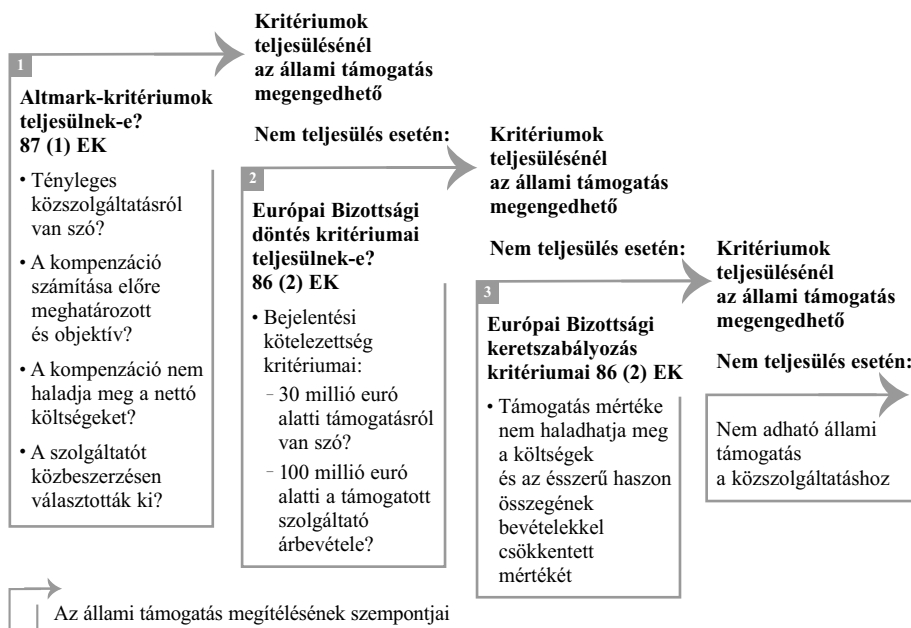 Kritériumok
teljesülésénél
az állami támogatás
megengedhető
1
Altmark-kritériumok
teljesülnek-e?
87 (1) EK
• Tényleges
közszolgáltatásról
van szó?
• A kompenzáció
számítása előre
meghatározott
és objektív?
• A kompenzáció nem
haladja meg a nettó
költségeket?
• A szolgáltatót
közbeszerzésen
választották ki?
Nem teljesülés esetén:
Kritériumok
teljesülésénél
az állami támogatás
megengedhető
2
Európai Bizottsági
döntés kritériumai
teljesülnek-e?
86 (2) EK
• Bejelentési
kötelezettség
kritériumai:
- 30 millió euró
alatti támogatásról
van szó?
- 100 millió euró
alatti a támogatott
szolgáltató
árbevétele?
Nem teljesülés esetén:
Kritériumok
teljesülésénél
az állami támogatás
megengedhető
3
Európai Bizottsági
keretszabályozás
kritériumai 86 (2) EK
• Támogatás mértéke
nem haladhatja meg
a költségek
és az ésszerű haszon
összegének
bevételekkel
csökkentett
mértékét
Nem teljesülés esetén:
Nem adható állami
támogatás
a közszolgáltatáshoz
Az állami támogatás megítélésének szempontjai